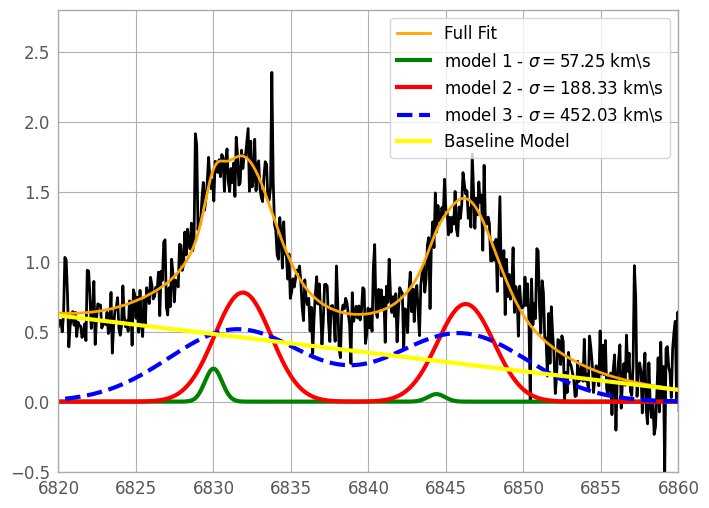 2.5
2.0
1.5
1.0
0.5
0.0
−0.5
6820 6825 6830 6835 6840 6845 6850 6855 6860
Full Fit
model 1 - σ = 57.25 km\s
model 2 - σ = 188.33 km\s
model 3 - σ = 452.03 km\s
Baseline Model